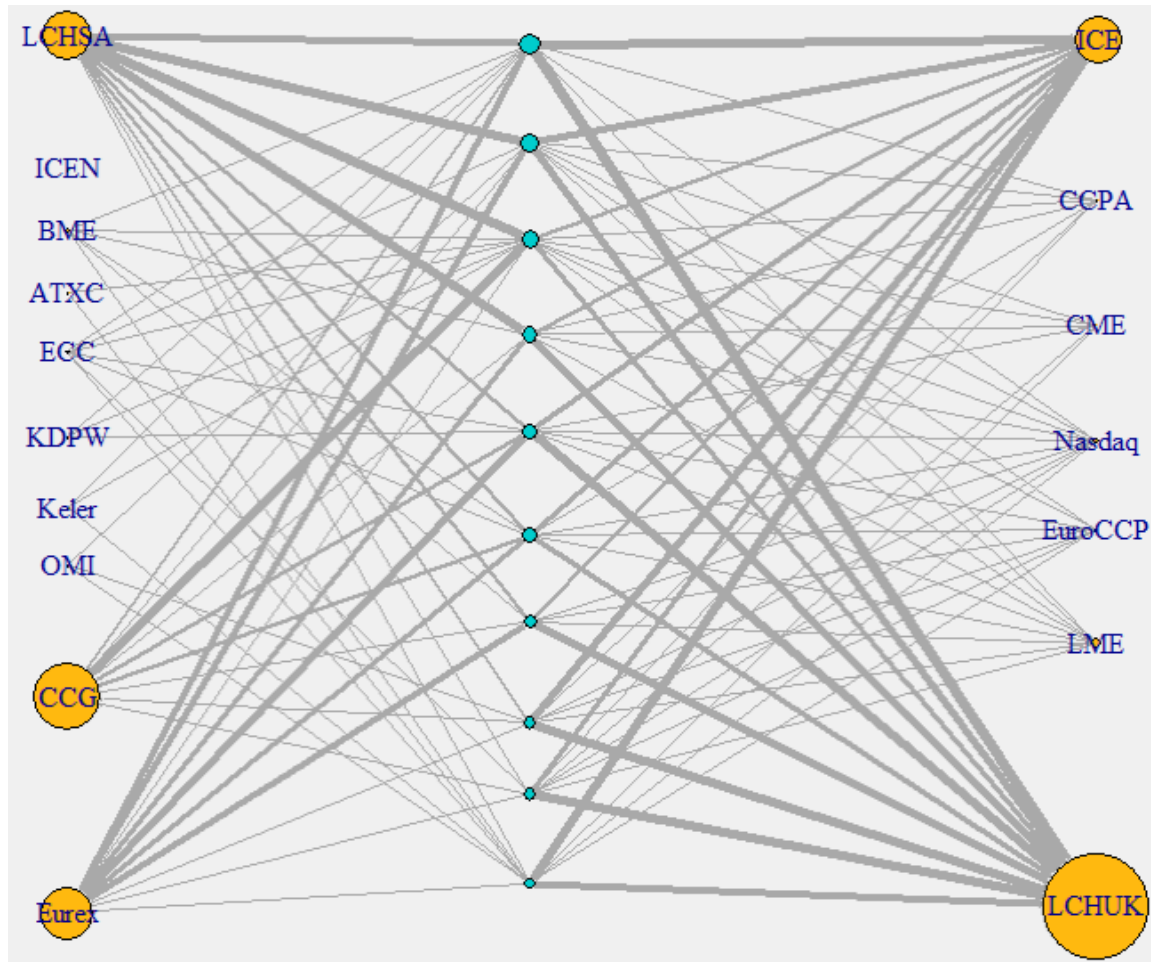 LCHSA
ICEN
BME
ATXC
ECC
KDPW
Keler
OMI
CCG
Eurex
ICE
CCPA
CME
Nasdaq
EuroCCP
LME
LCHUK